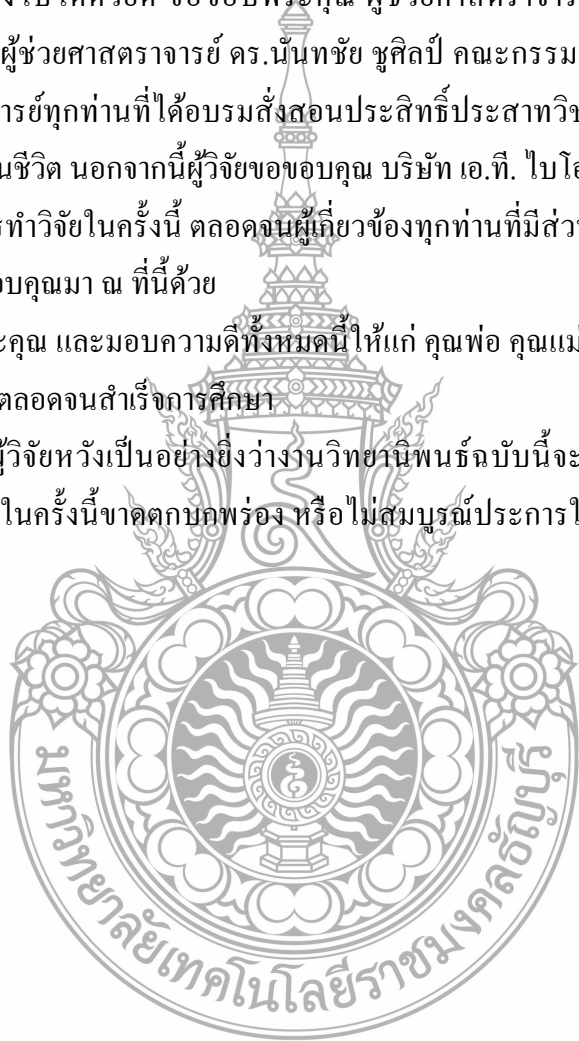 ผู้ช่วยศาสตราจารย์ ดร.นันทชัย ชูศิลป์ คณะกรรม
ารย์ทุกท่านที่ได้อบรมสั่งสอนประสิทธิ์ประสาทวิช
นชีวิต นอกจากนี้ผู้วิจัยขอขอบคุณ บริษัท เอ.ที. ไบโอ
รทำวิจัยในครั้งนี้ ตลอดจนผู้เกี่ยวข้องทุกท่านที่มีส่ว
อบคุณมา ณ ที่นี้ด้วย
ะคุณ และมอบความดีทั้งหมดนี้ให้แก่ คุณพ่อ คุณแม่
ตลอดจนสำเร็จการศึกษา
ผู้วิจัยหวังเป็นอย่างยิ่งว่างานวิทยานิพนธ์ฉบับนี้จะ
ในครั้งนี้ขาดตกบกพร่อง หรือไม่สมบูรณ์ประการใ
มหาวิทยาลัยเทคโนโลยีราชมงคลธัญบุรี